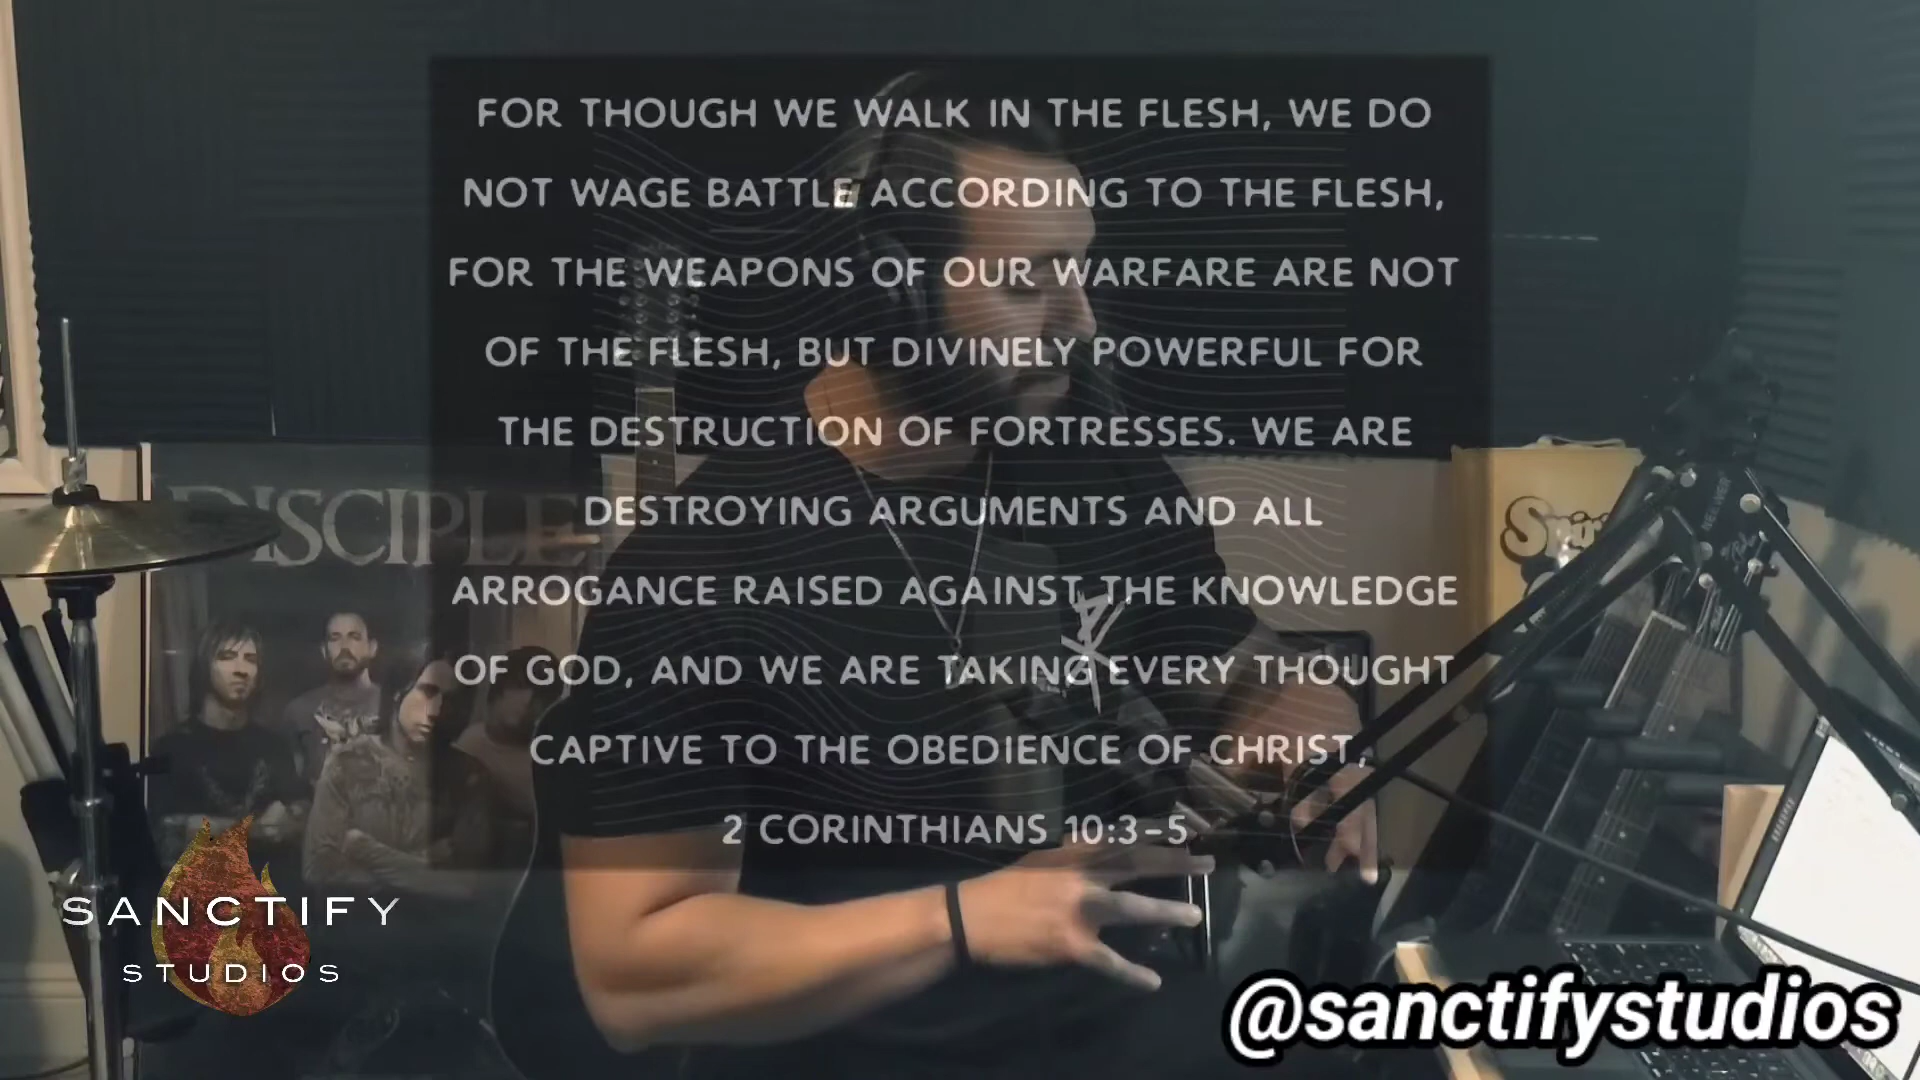 FOR THOUGH WE WALK IN THE FLESH, WE DO
NOT WAGE BATTLE ACCORDING TO THE FLESH,
FOR THE WEAPONS OF OUR WARFARE ARE NOT
OF THE FLESH, BUT DIVINELY POWERFUL FOR
THE DESTRUCTION OF FORTRESSES. WE ARE
DESTROYING ARGUMENTS AND ALL
ARROGANCE RAISED AGAINST THE KNOWLEDGE
OF GOD, AND WE ARE TAKING EVERY THOUGHT
CAPTIVE TO THE OBEDIENCE OF CHRIST,
2 CORINTHIANS 10:3-5
DISCIPLE
NEEWER
SANCTIFY
STUDIOS
@sanctifystudios